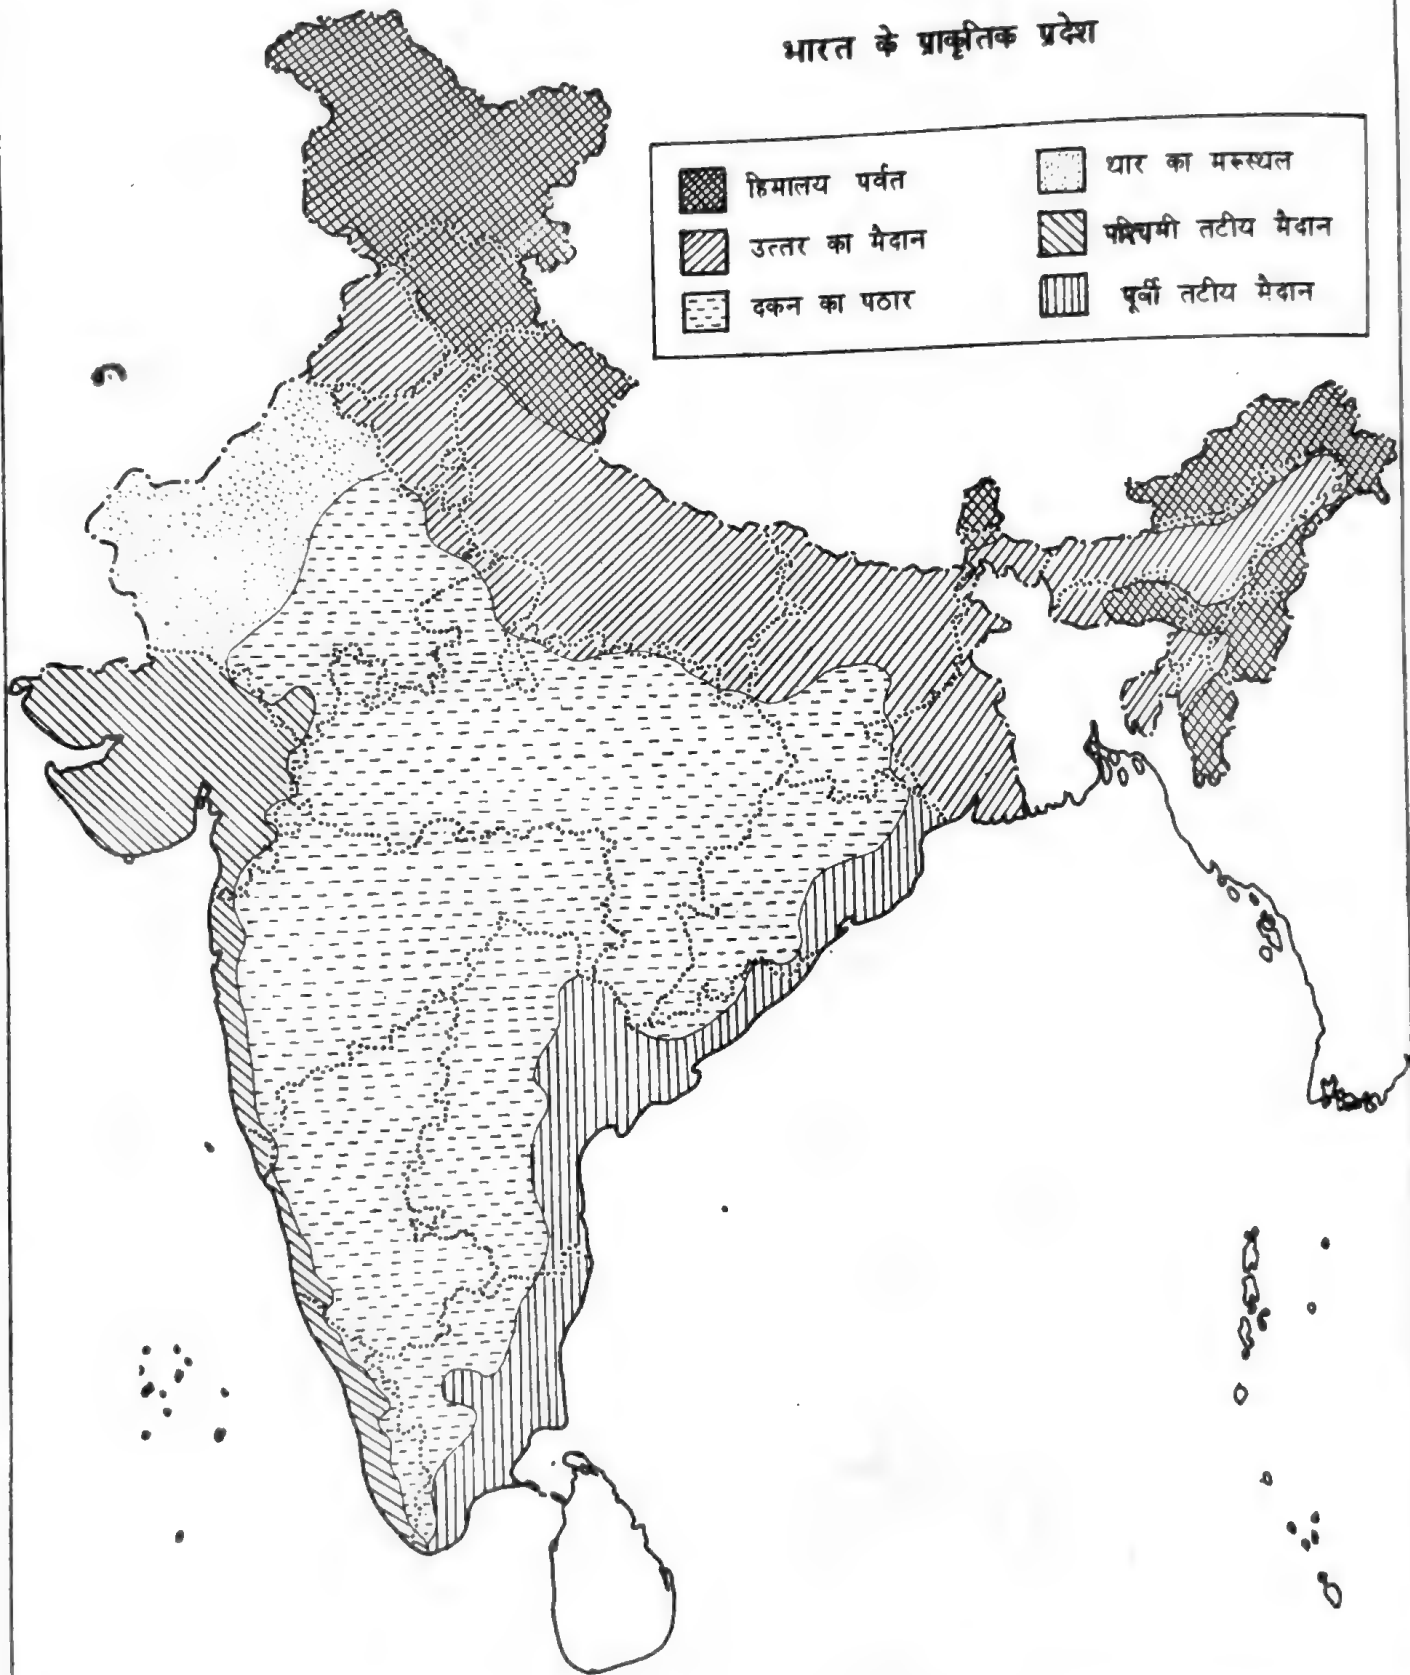 भारत के प्राकृतिक प्रदेश
हिमालय पर्वत
उत्तर का मैदान
दकन का पठार
थार का मरूस्थल
पश्चिमी तटीय मैदान
पूर्वी तटीय मैदान